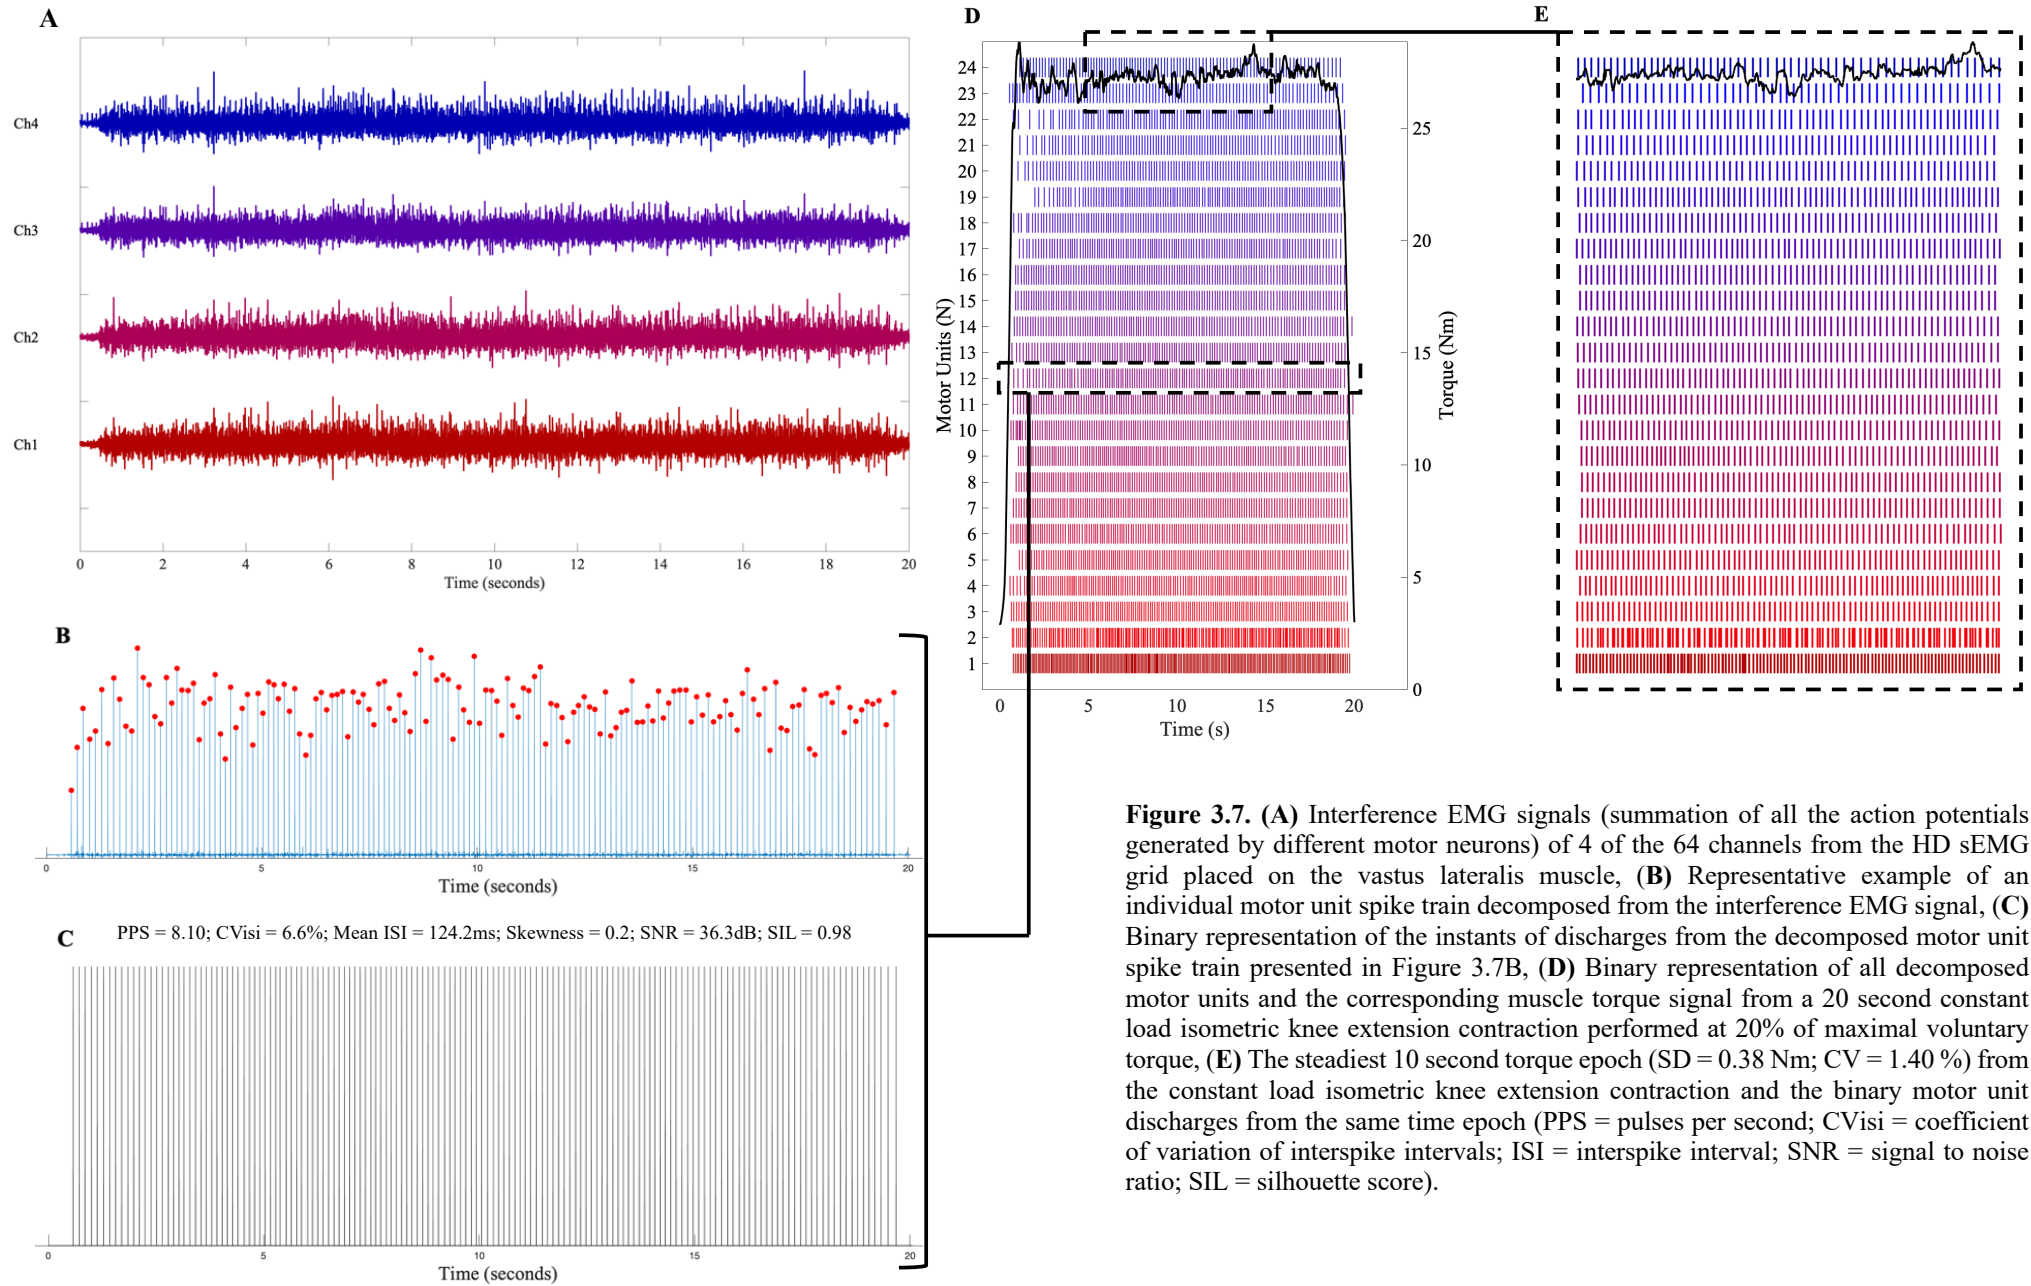 A
Ch4
Ch3
Ch2
Ch1
0 2 4 6 8 10 12 14 16 18 20
Time (seconds)
B
0 5 10 15 20
Time (seconds)
PPS = 8.10; CVisi = 6.6%; Mean ISI = 124.2ms; Skewness = 0.2; SNR = 36.3dB; SIL = 0.98
C
0 5 10 15 20
Time (seconds)
D
Motor Units (N)
24
23
22
21
20
19
18
17
16
15
14
13
12
11
10
9
8
7
6
5
4
3
2
1
25
20
15
10
5
0
Torque (Nm)
0 5 10 15 20
Time (s)
E
Figure 3.7. (A) Interference EMG signals (summation of all the action potentials
generated by different motor neurons) of 4 of the 64 channels from the HD sEMG
grid placed on the vastus lateralis muscle, (B) Representative example of an
individual motor unit spike train decomposed from the interference EMG signal, (C)
Binary representation of the instants of discharges from the decomposed motor unit
spike train presented in Figure 3.7B, (D) Binary representation of all decomposed
motor units and the corresponding muscle torque signal from a 20 second constant
load isometric knee extension contraction performed at 20% of maximal voluntary
torque, (E) The steadiest 10 second torque epoch (SD = 0.38 Nm; CV = 1.40 %) from
the constant load isometric knee extension contraction and the binary motor unit
discharges from the same time epoch (PPS = pulses per second; CVisi = coefficient
of variation of interspike intervals; ISI = interspike interval; SNR = signal to noise
ratio; SIL = silhouette score).